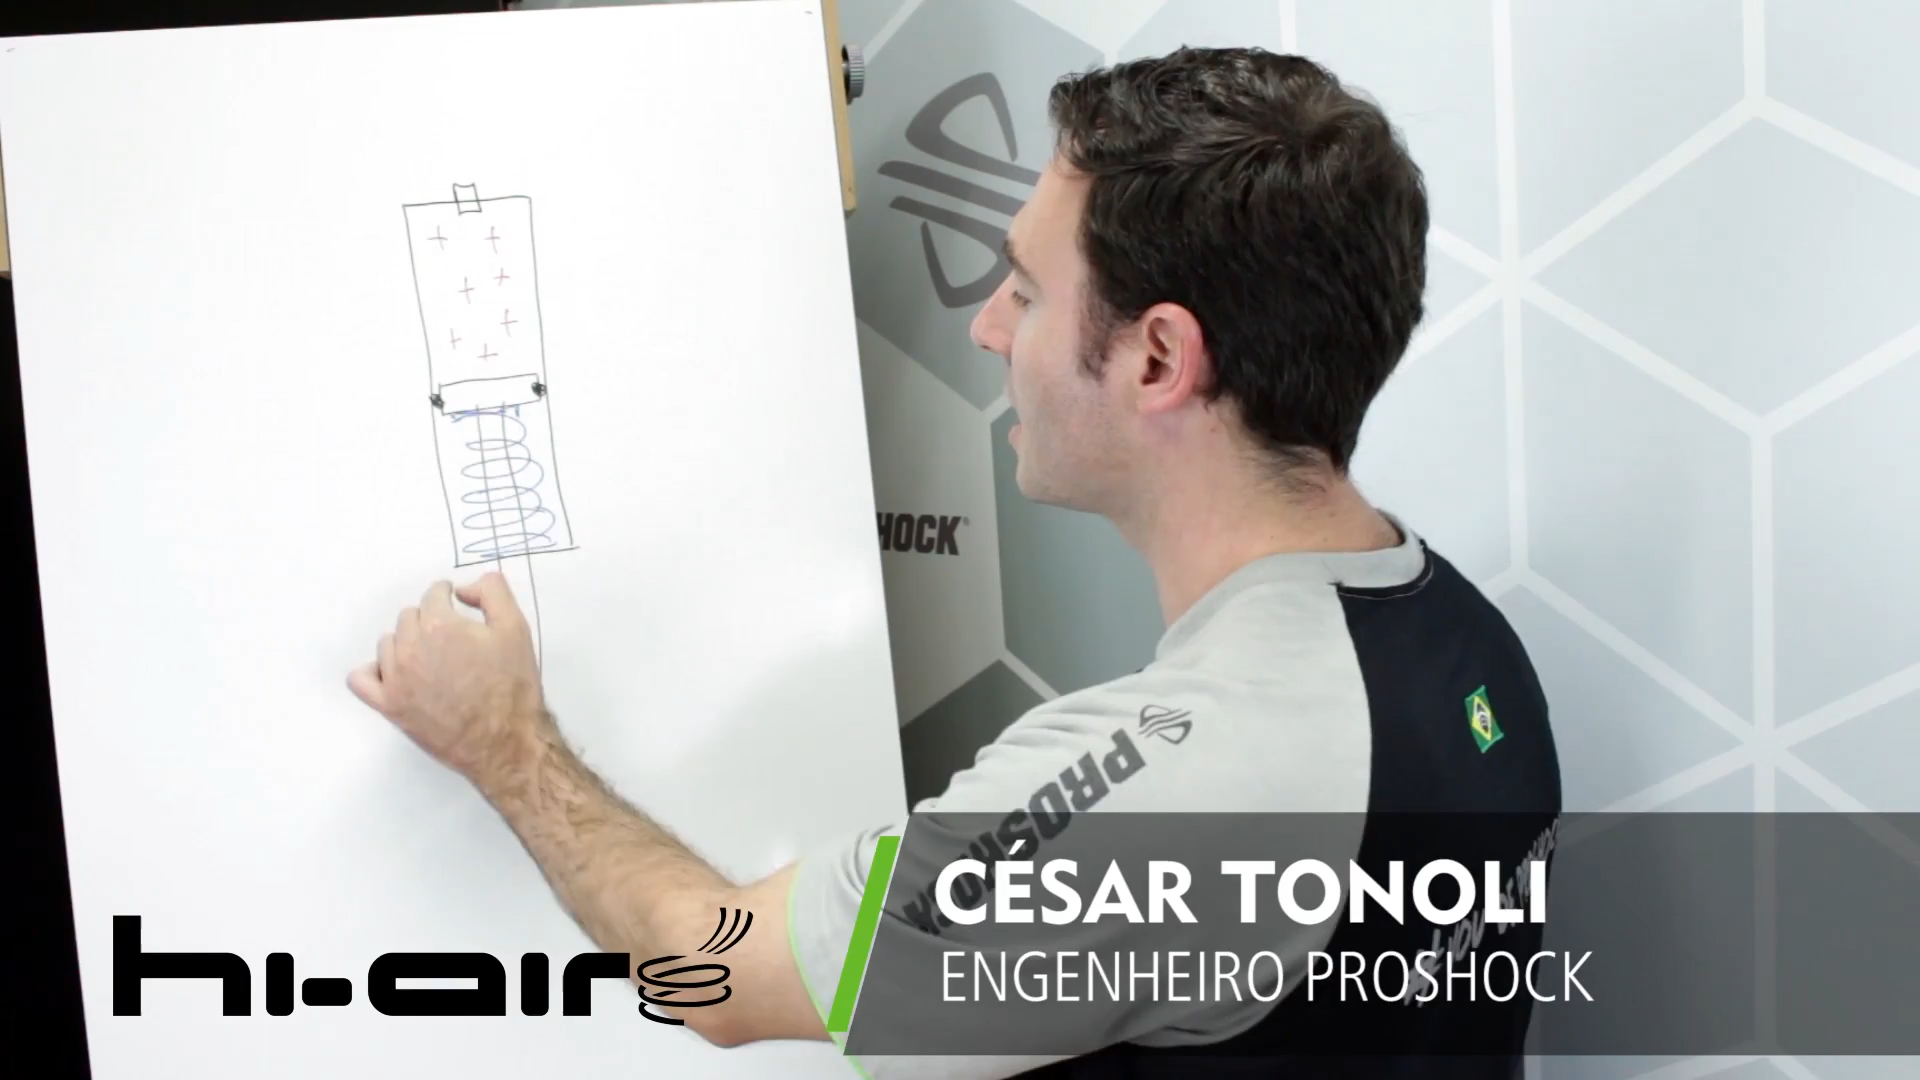 HOCK®
PROSHOCK
CÉSAR TONOLI
ENGENHEIRO PROSHOCK
hi-air